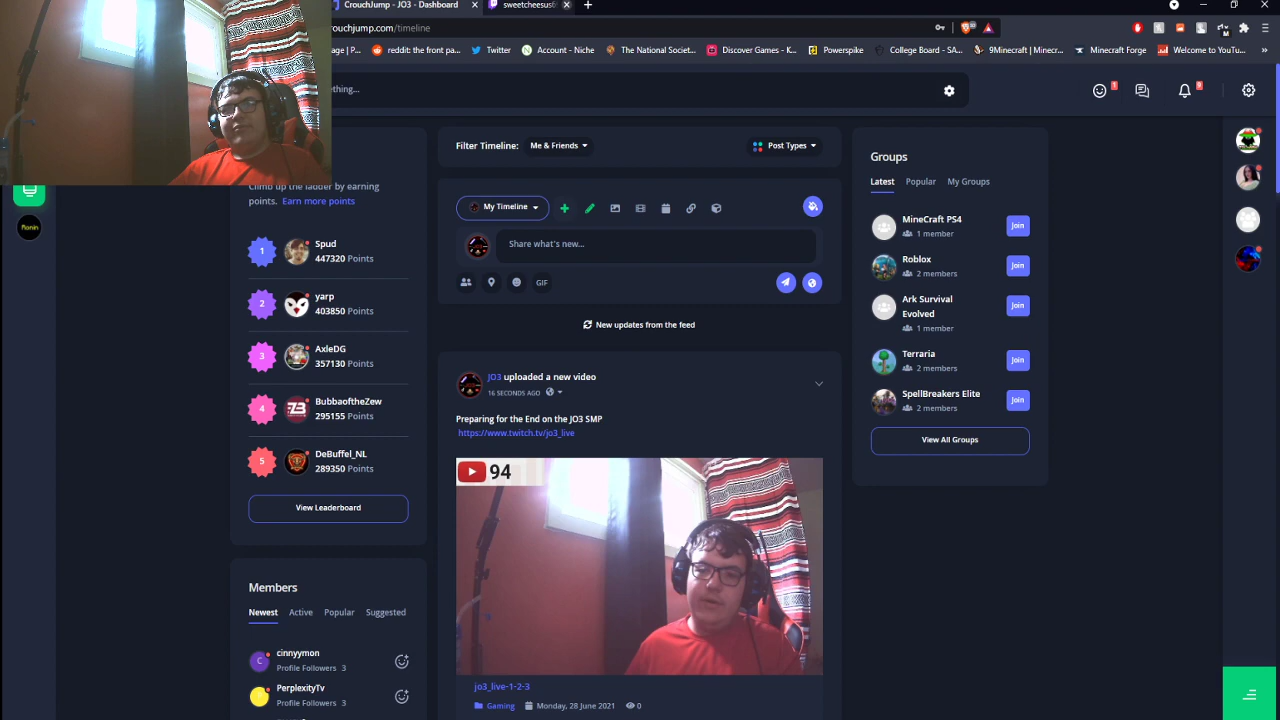 CrouchJump - JO3 - Dashboard
sweetcheesus6
crouchjump.com/timeline
reddit: the front pa...
Twitter
Account - Niche
The National Society...
Discover Games - K...
Powerspike
College Board - SA...
9Minecraft | Minecr...
Minecraft Forge
Welcome to YouTu...
mething...
1
9
Climb up the ladder by earning
points. Earn more points
1
Spud
447320 Points
2
yarp
403850 Points
3
AxleDG
357130 Points
4
BubbaoftheZew
295155 Points
5
DeBuffel_NL
289350 Points
View Leaderboard
Members
Newest Active Popular Suggested
C
cinnyymon
Profile Followers 3
PerplexityTv
Profile Followers 3
Filter Timeline: Me & Friends
Post Types
My Timeline
Share what's new...
GIF
New updates from the feed
JO3 uploaded a new video
16 SECONDS AGO
Preparing for the End on the JO3 SMP
https://www.twitch.tv/jo3_live
94
jo3_live-1-2-3
Gaming Monday, 28 June 2021 0
Groups
Latest Popular My Groups
MineCraft PS4
1 member
Join
Roblox
2 members
Join
Ark Survival
Evolved
1 member
Join
Terraria
2 members
Join
SpellBreakers Elite
2 members
Join
View All Groups